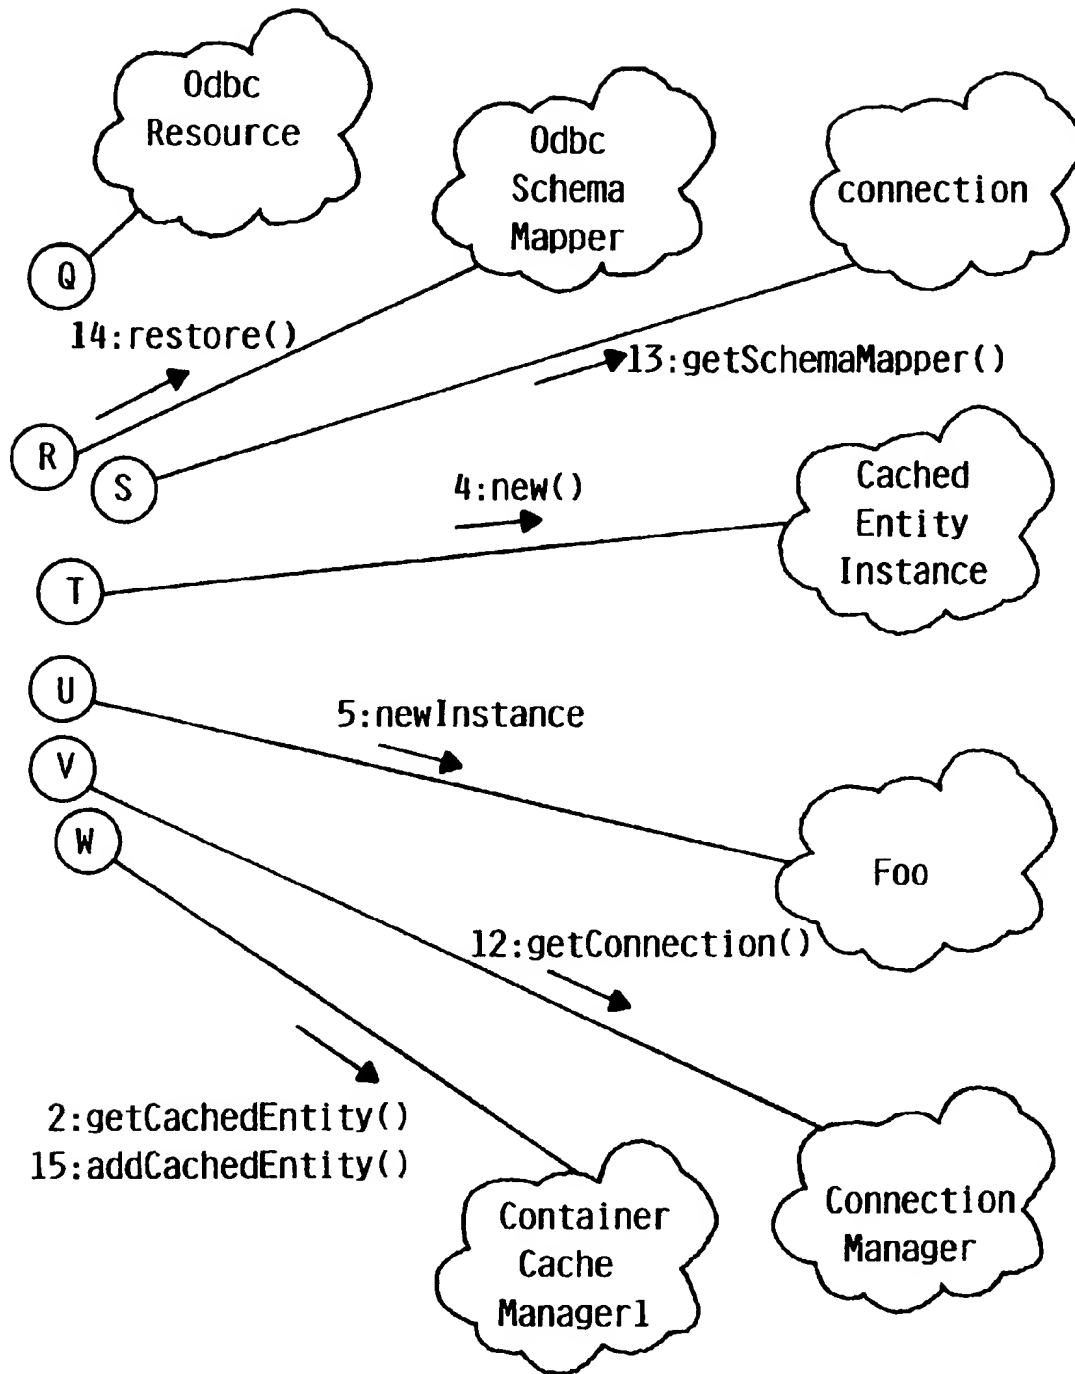 Odbc
Resource
Odbc
Schema
Mapper
connection
Q
14:restore()
13:getSchemaMapper()
R
S
4:new()
Cached
Entity
Instance
T
U
5:newInstance
V
W
Foo
12:getConnection()
2:getCachedEntity()
15:addCachedEntity()
Container
Cache
Manager1
Connection
Manager